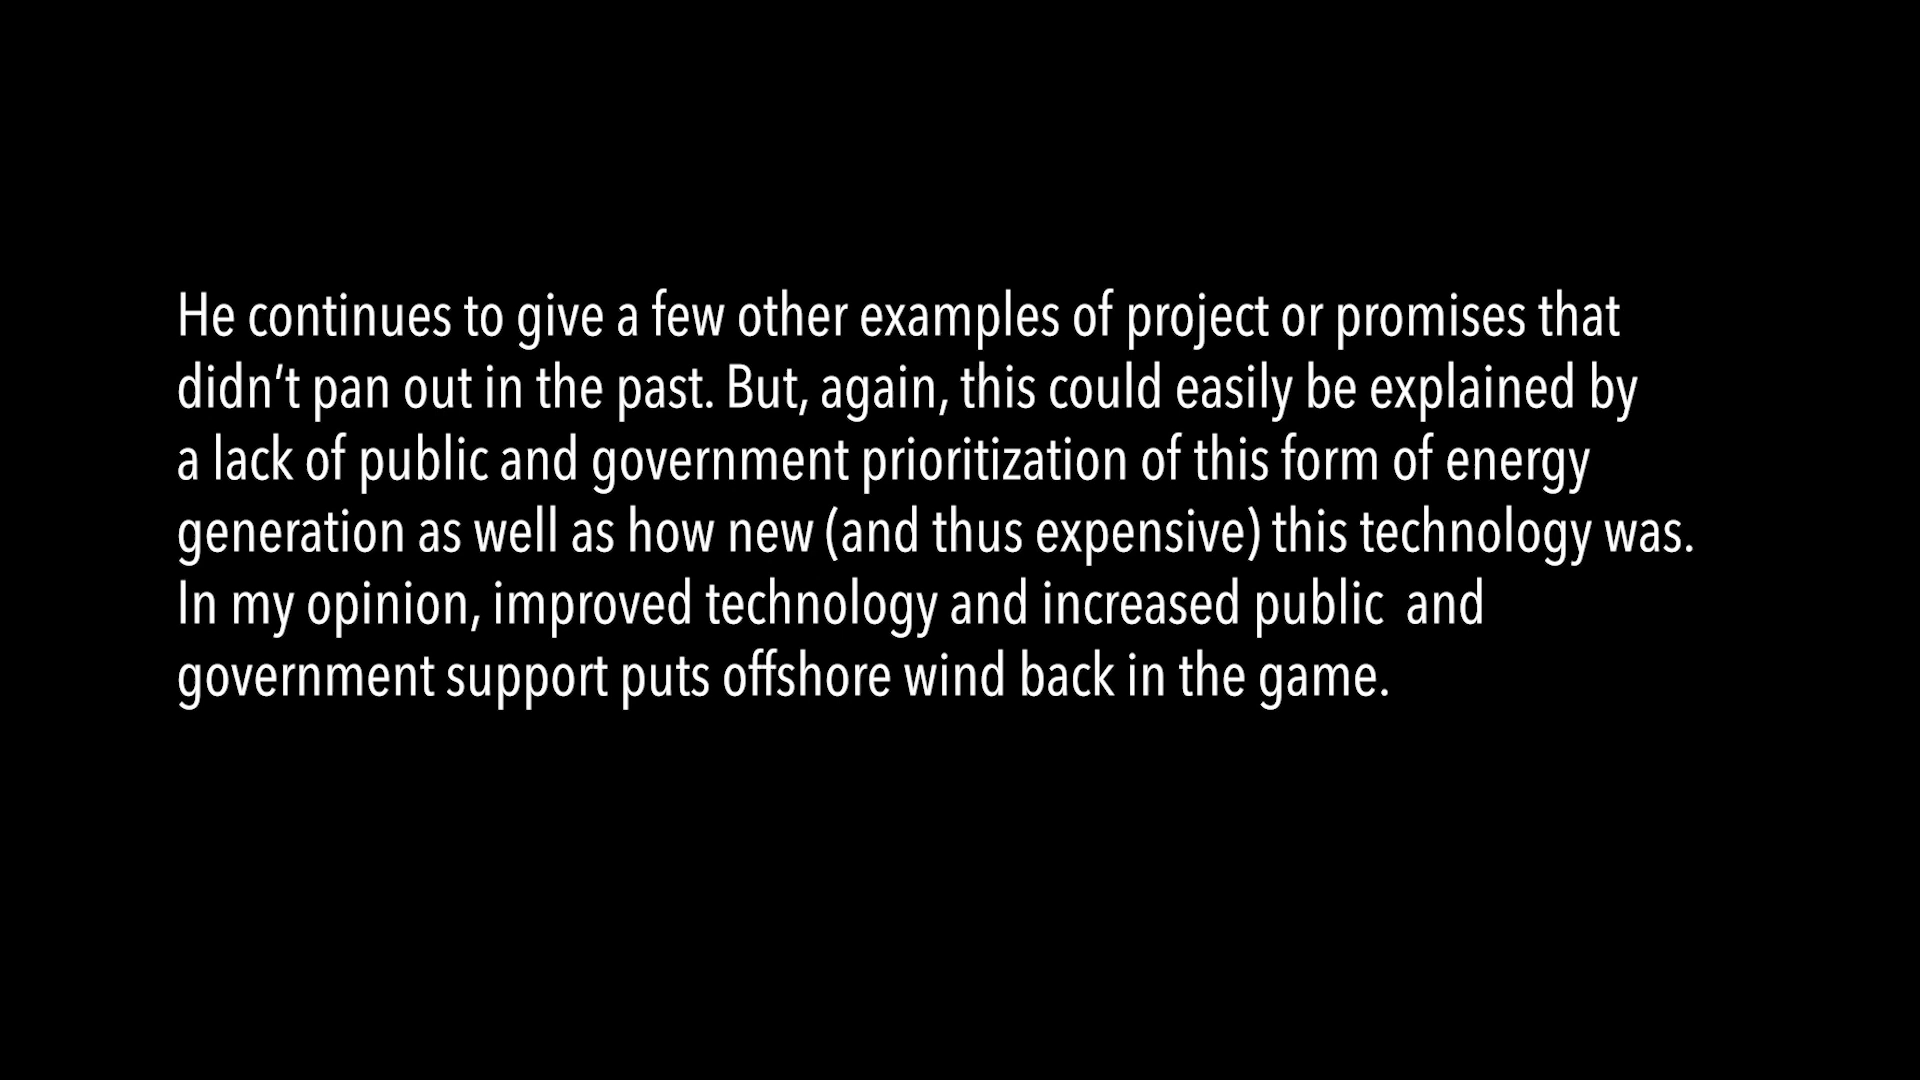 He continues to give a few other examples of project or promises that
didn’t pan out in the past. But, again, this could easily be explained by
a lack of public and government prioritization of this form of energy
generation as well as how new (and thus expensive) this technology was.
In my opinion, improved technology and increased public  and
government support puts offshore wind back in the game.